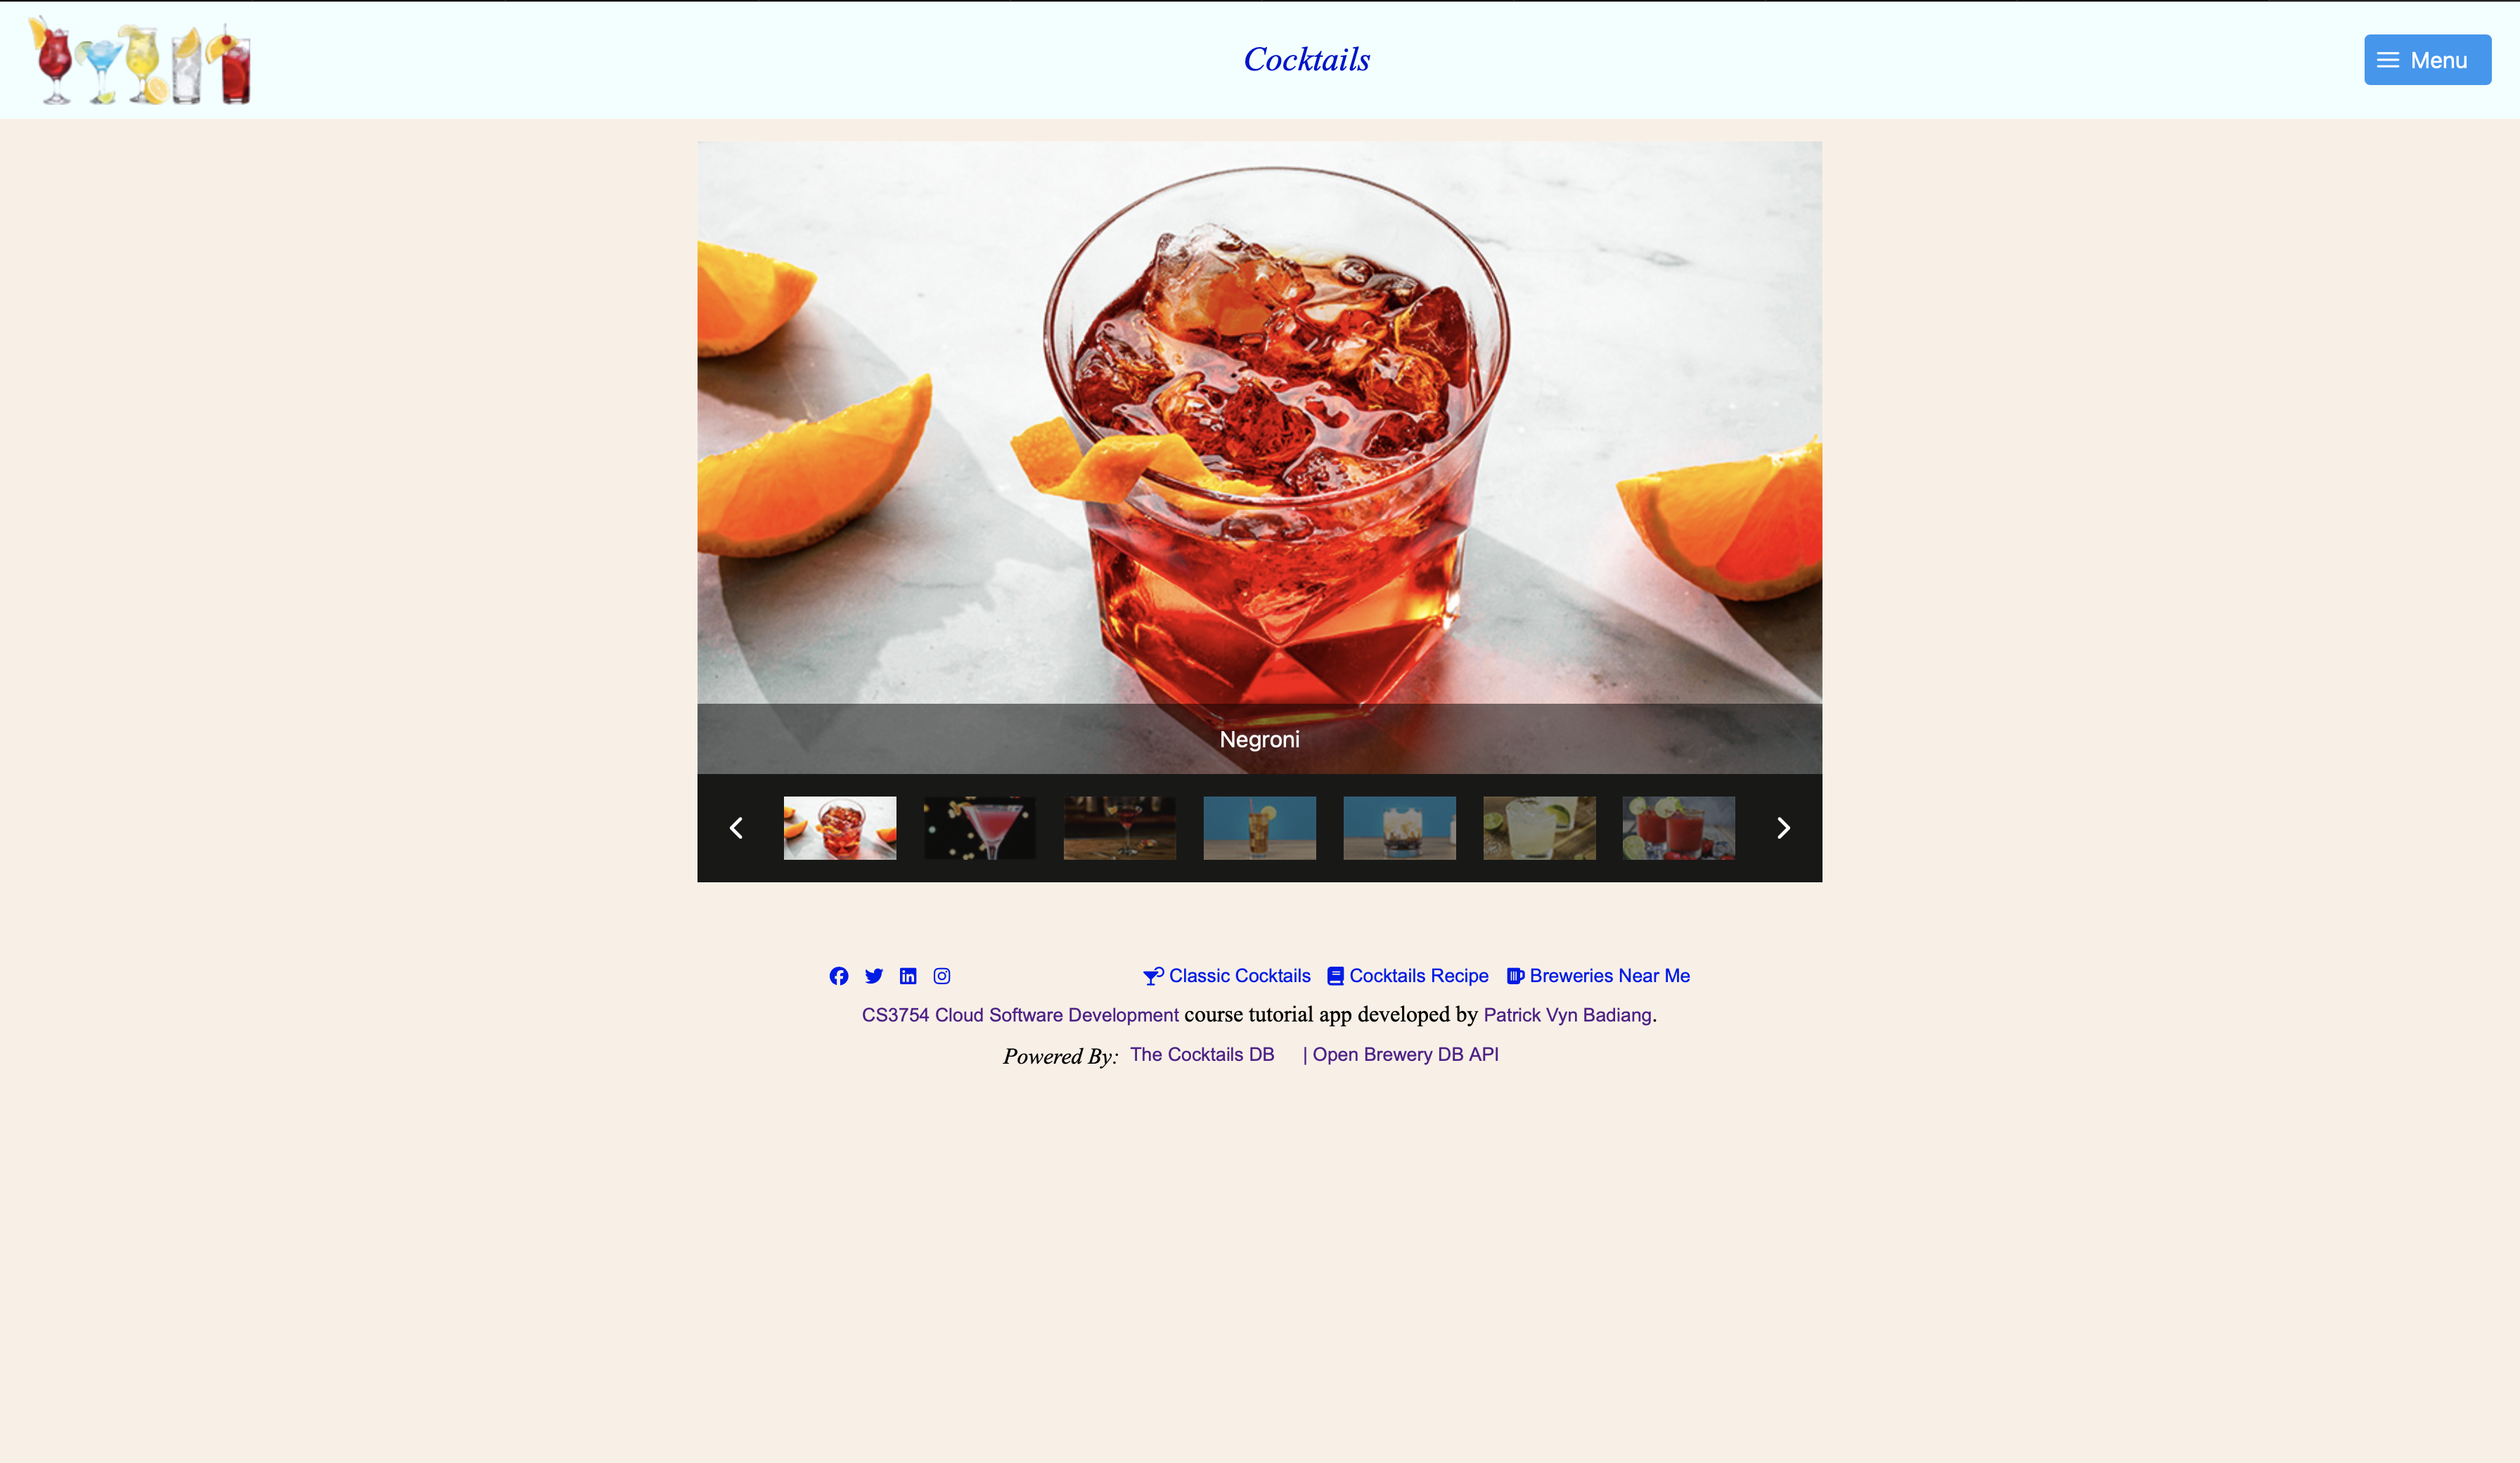 Cocktails
Menu
Negroni
Classic Cocktails Cocktails Recipe Breweries Near Me
CS3754 Cloud Software Development course tutorial app developed by Patrick Vyn Badiang.
Powered By: The Cocktails DB | Open Brewery DB API